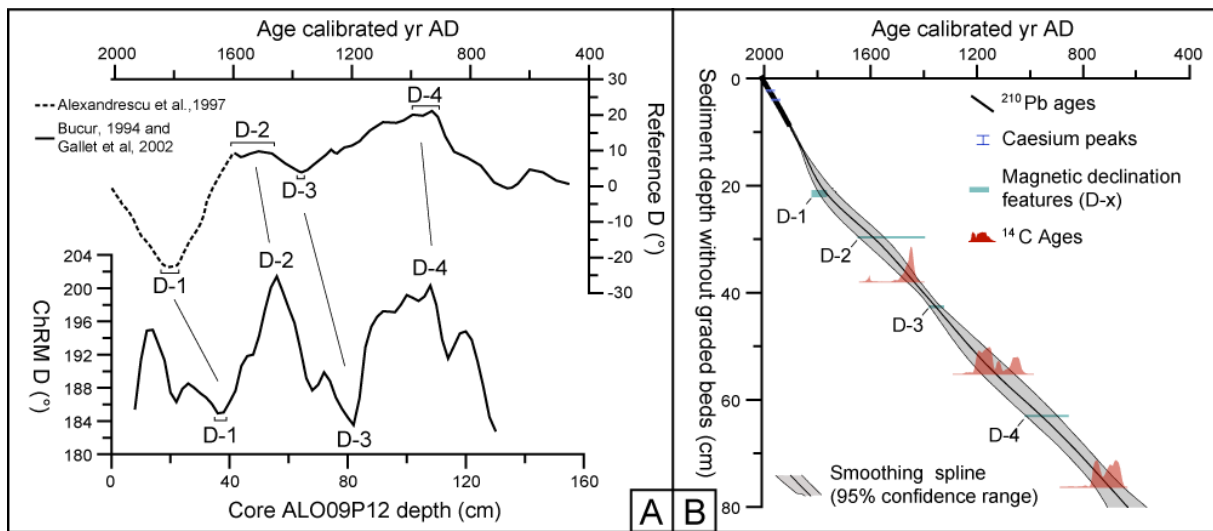 Age calibrated yr AD
2000 1600 1200 800 400
30
20
10
0
-10
-20
-30
Reference D (°)
Alexandrescu et al.,1997
Bucur, 1994 and
Gallet et al, 2002
D-1
D-2
D-3
D-4
204
200
196
192
188
184
180
ChRM D (°)
D-1
D-2
D-3
D-4
0 40 80 120 160
Core ALO09P12 depth (cm)
A
Age calibrated yr AD
2000 1600 1200 800 400
0
20
40
60
80
Sediment depth without graded beds (cm)
210Pb ages
Caesium peaks
Magnetic declination
features (D-x)
14C Ages
D-1
D-2
D-3
D-4
Smoothing spline
(95% confidence range)
B